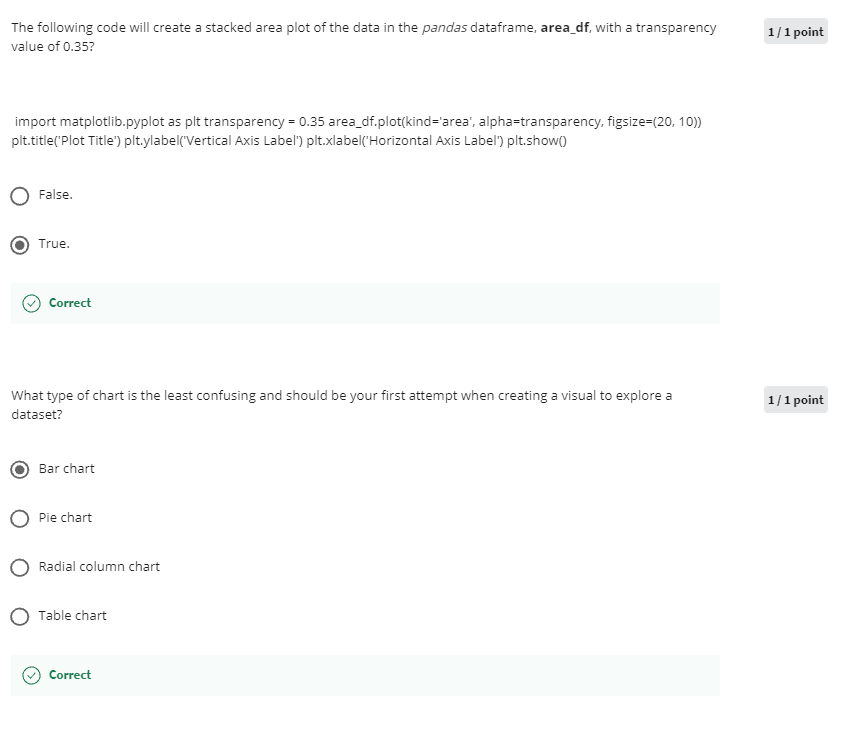 The following code will create a stacked area plot of the data in the pandas dataframe, area_df, with a transparency
value of 0.35?
1 / 1 point
import matplotlib.pyplot as plt transparency = 0.35 area_df.plot(kind='area', alpha=transparency, figsize=(20, 10))
plt.title('Plot Title') plt.ylabel('Vertical Axis Label') plt.xlabel('Horizontal Axis Label') plt.show()
False.
True.
Correct
What type of chart is the least confusing and should be your first attempt when creating a visual to explore a
dataset?
1 / 1 point
Bar chart
Pie chart
Radial column chart
Table chart
Correct